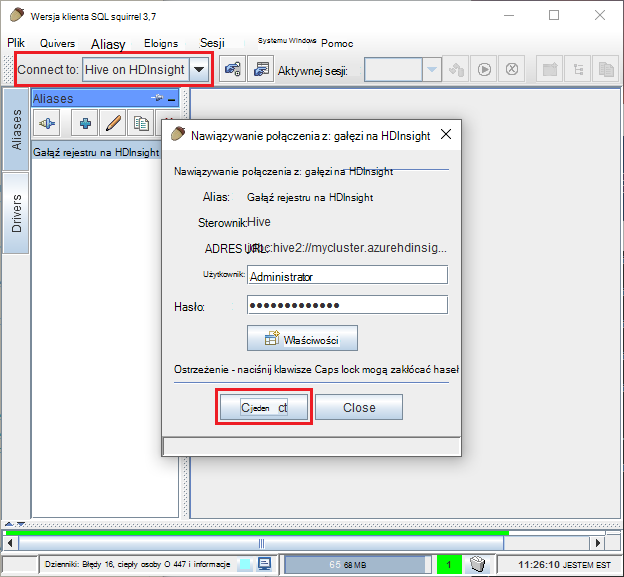 Wersja klienta SQL squirrel 3,7
Plik Quivers Aliasy Eloigns Sesji Systemu Windows Pomoc
Connect to: Hive on HDInsight Aktywnej sesji:
Aliases
Aliases
Drivers
Gałąź rejestru na HDInsight
Nawiązywanie połączenia z: gałęzi na HDInsight
Nawiązywanie połączenia z: gałęzi na HDInsight
Alias: Gałąź rejestru na HDInsight
Sterownik: Hive
ADRES URL: :hive2://mycluster.azurehdinsig...
Użytkownik: Administrator
Hasło: •••••••••••••
Właściwości
Ostrzeżenie - naciśnij klawisze Caps lock mogą zakłócać haseł
Cjeden ct Close
Dzienniki: Błędy 16, ciepły osoby O 447 i informacje 65 68 MB 1 11:26:10 JESTEM EST